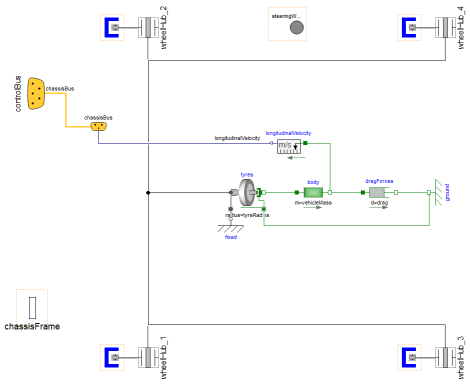 wheelHub_2
steeringW...
wheelHub_4
controlBus
chassisBus
chassisBus
longitudinalVelocity
longitudinalVelocity
m/s
tyres
body
dragForces
ground
m=vehicleMass
d=drag
radius=tyreRadius
fixed
chassisFrame
wheelHub_1
wheelHub_3